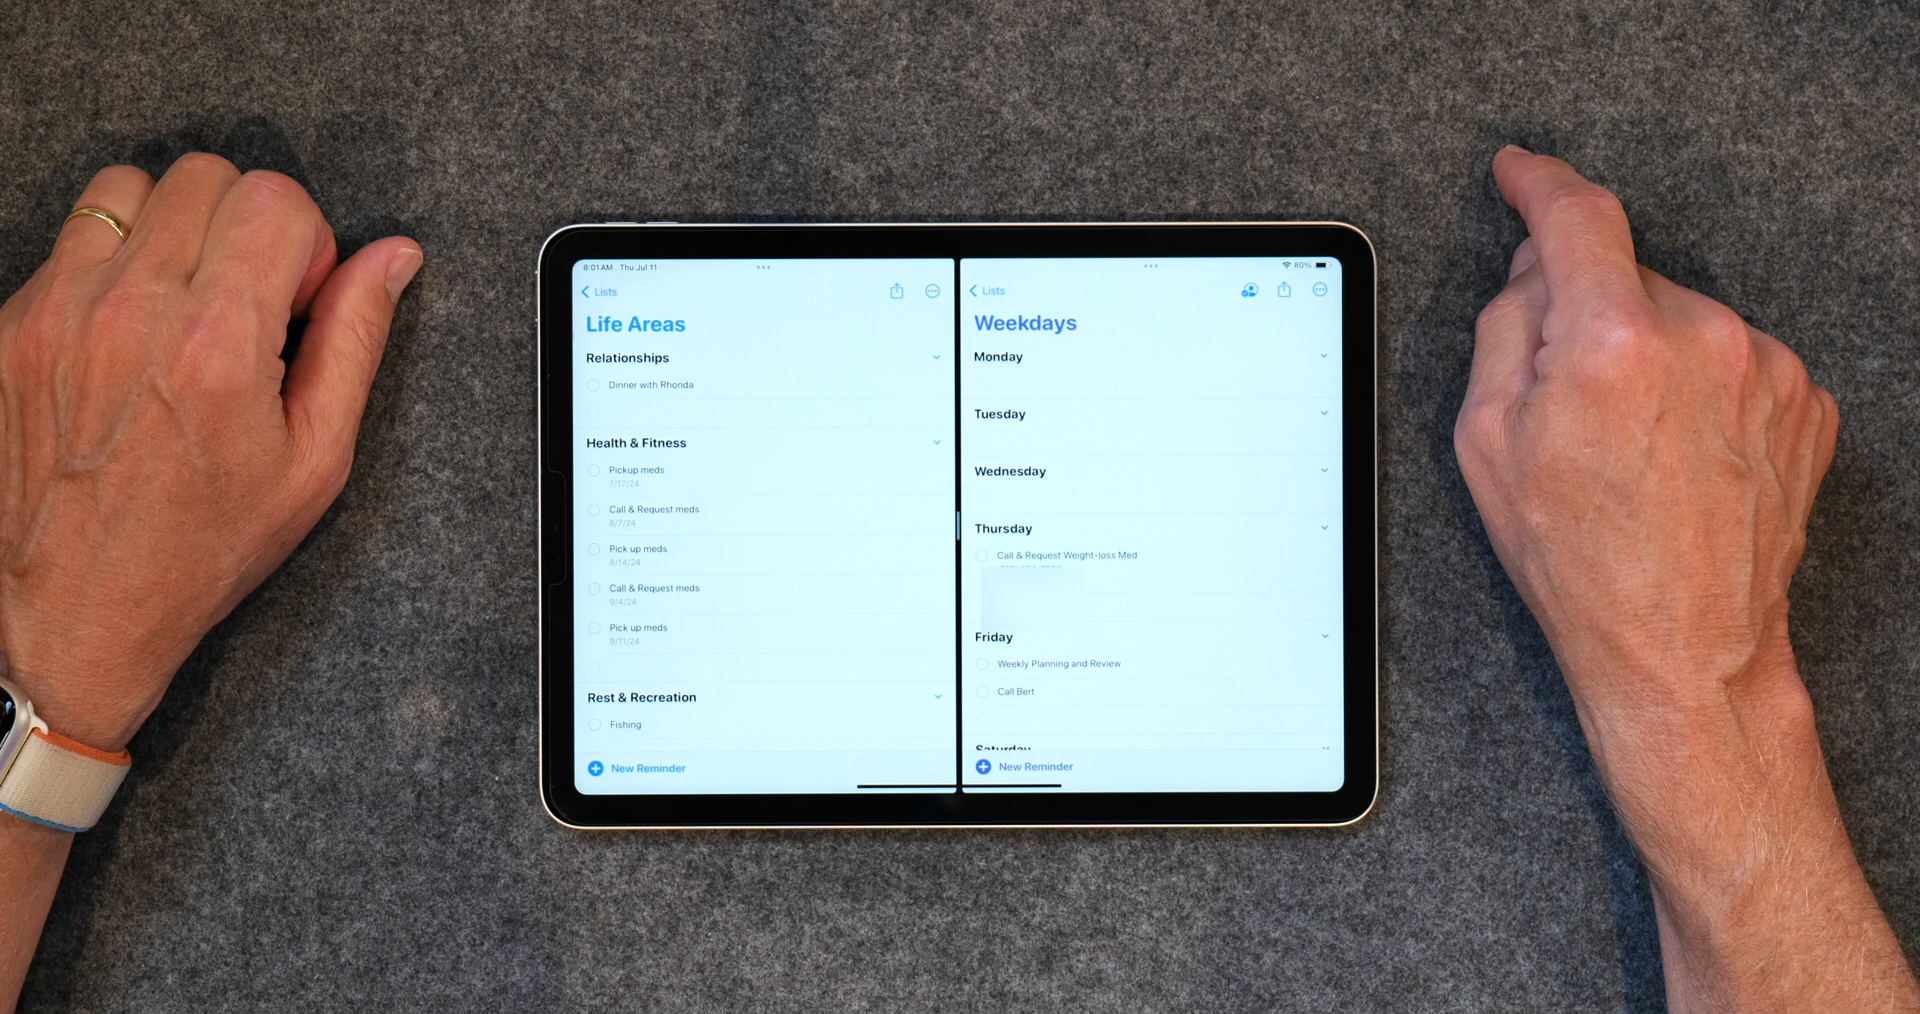 8:01 AM Thu Jul 11
Lists
Life Areas
Relationships
Dinner with Rhonda
Health & Fitness
Pickup meds
7/17/24
Call & Request meds
8/7/24
Pick up meds
8/14/24
Call & Request meds
9/4/24
Pick up meds
9/11/24
Rest & Recreation
Fishing
New Reminder
80%
Lists
Weekdays
Monday
Tuesday
Wednesday
Thursday
Call & Request Weight-loss Med
Friday
Weekly Planning and Review
Call Bert
Saturday
New Reminder